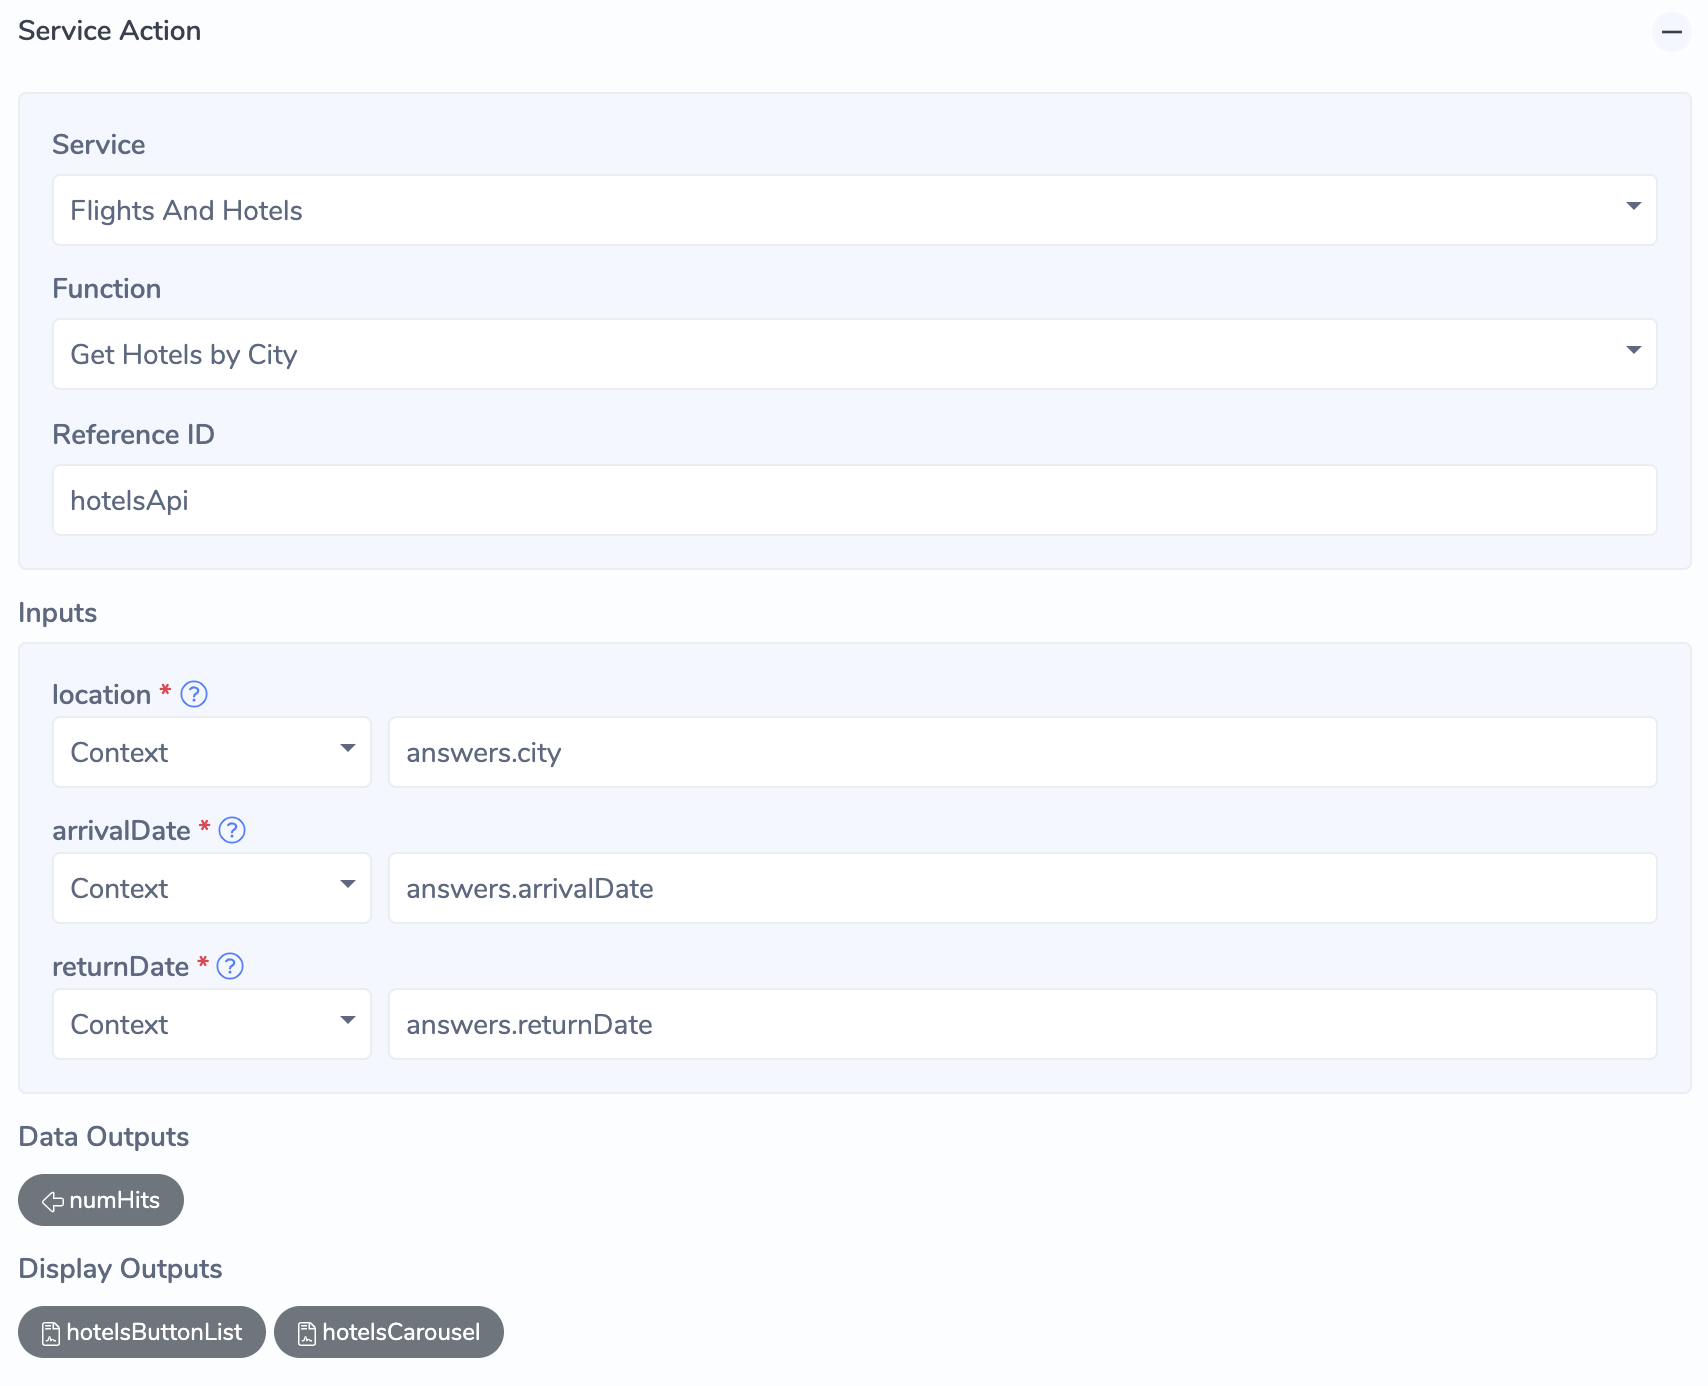 Service Action
Service
Flights And Hotels
Function
Get Hotels by City
Reference ID
hotelsApi
Inputs
location * ?
Context answers.city
arrivalDate * ?
Context answers.arrivalDate
returnDate * ?
Context answers.returnDate
Data Outputs
numHits
Display Outputs
hotelsButtonList hotelsCarousel